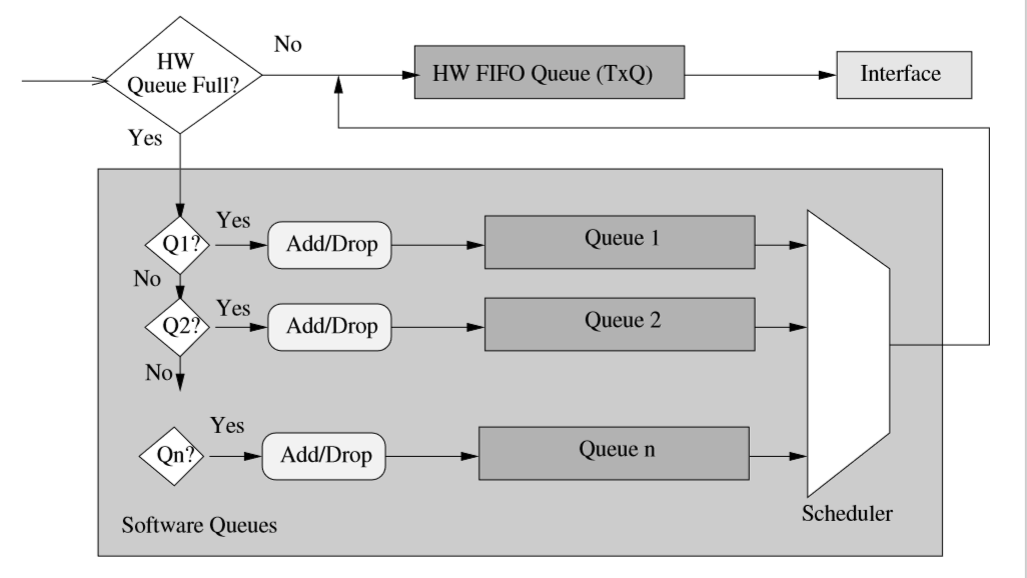 No
HW
Queue Full?
HW FIFO Queue (TxQ)
Interface
Yes
Yes
Q1?
Add/Drop
Queue 1
No
Yes
Q2?
Add/Drop
Queue 2
No
Yes
Qn?
Add/Drop
Queue n
Scheduler
Software Queues